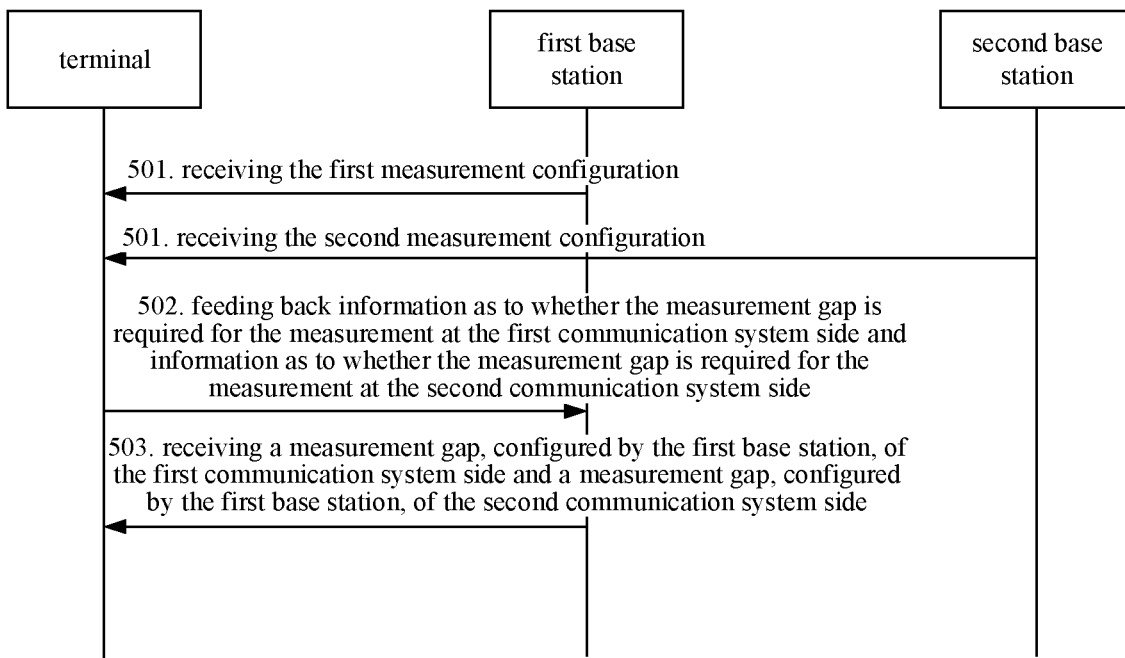 terminal
first base
station
second base
station
501. receiving the first measurement configuration
501. receiving the second measurement configuration
502. feeding back information as to whether the measurement gap is
required for the measurement at the first communication system side and
information as to whether the measurement gap is required for the
measurement at the second communication system side
503. receiving a measurement gap, configured by the first base station, of
the first communication system side and a measurement gap, configured
by the first base station, of the second communication system side